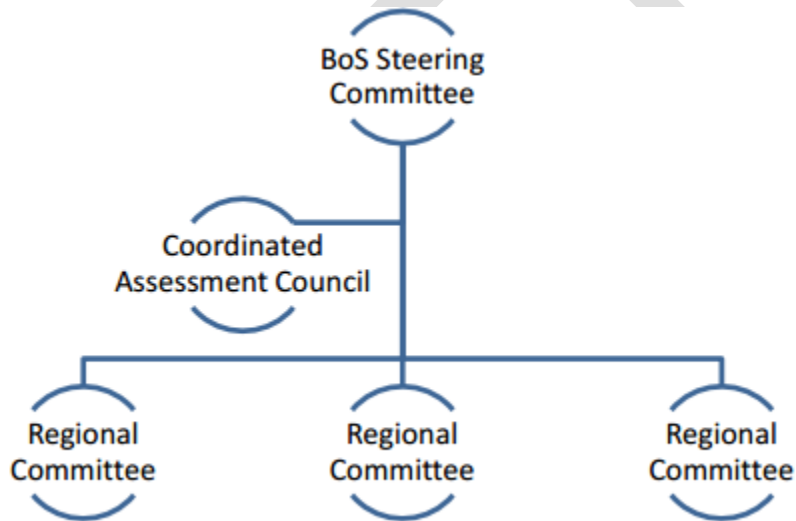 BoS Steering
Committee
Coordinated
Assessment Council
Regional
Committee
Regional
Committee
Regional
Committee